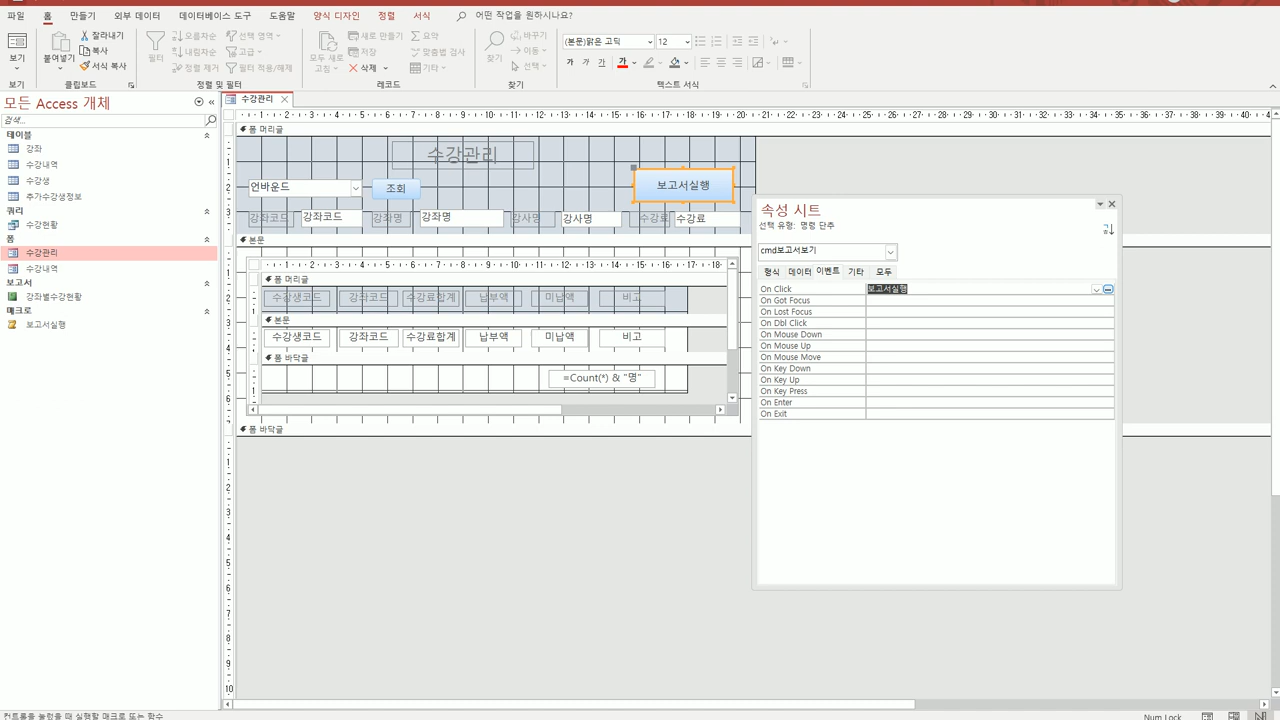 파일 홈 만들기 외부 데이터 데이터베이스 도구 도움말 양식 디자인 정렬 서식 어떤 작업을 원하시나요?
보기 붙여넣기 잘라내기 복사 서식 복사 필터 오름차순 내림차순 정렬 제거 선택 영역 고급 필터 적용/해제 모두 새로 고침 새로 만들기 저장 삭제 요약 맞춤법 검사 기타 찾기 바꾸기 이동 선택 (본문)맑은 고딕 12 가 가 가 가
보기 클립보드 정렬 및 필터 레코드 찾기 텍스트 서식
모든 Access 개체
검색...
테이블
강좌
수강내역
수강생
추가수강생정보
쿼리
수강현황
폼
수강관리
수강내역
보고서
강좌별수강현황
매크로
보고서실행
수강관리
폼 머리글
수강관리
언바운드 조회 보고서실행
강좌코드 강좌코드 강좌명 강좌명 강사명 강사명 수강료 수강료
본문
폼 머리글
수강생코드 강좌코드 수강료합계 납부액 미납액 비고
본문
수강생코드 강좌코드 수강료합계 납부액 미납액 비고
폼 바닥글
=Count(*) & "명"
폼 바닥글
속성 시트
선택 유형: 명령 단추
cmd보고서보기
형식 데이터 이벤트 기타 모두
On Click 보고서실행
On Got Focus
On Lost Focus
On Dbl Click
On Mouse Down
On Mouse Up
On Mouse Move
On Key Down
On Key Up
On Key Press
On Enter
On Exit
컨트롤을 눌렀을 때 실행할 매크로 또는 함수
Num Lock